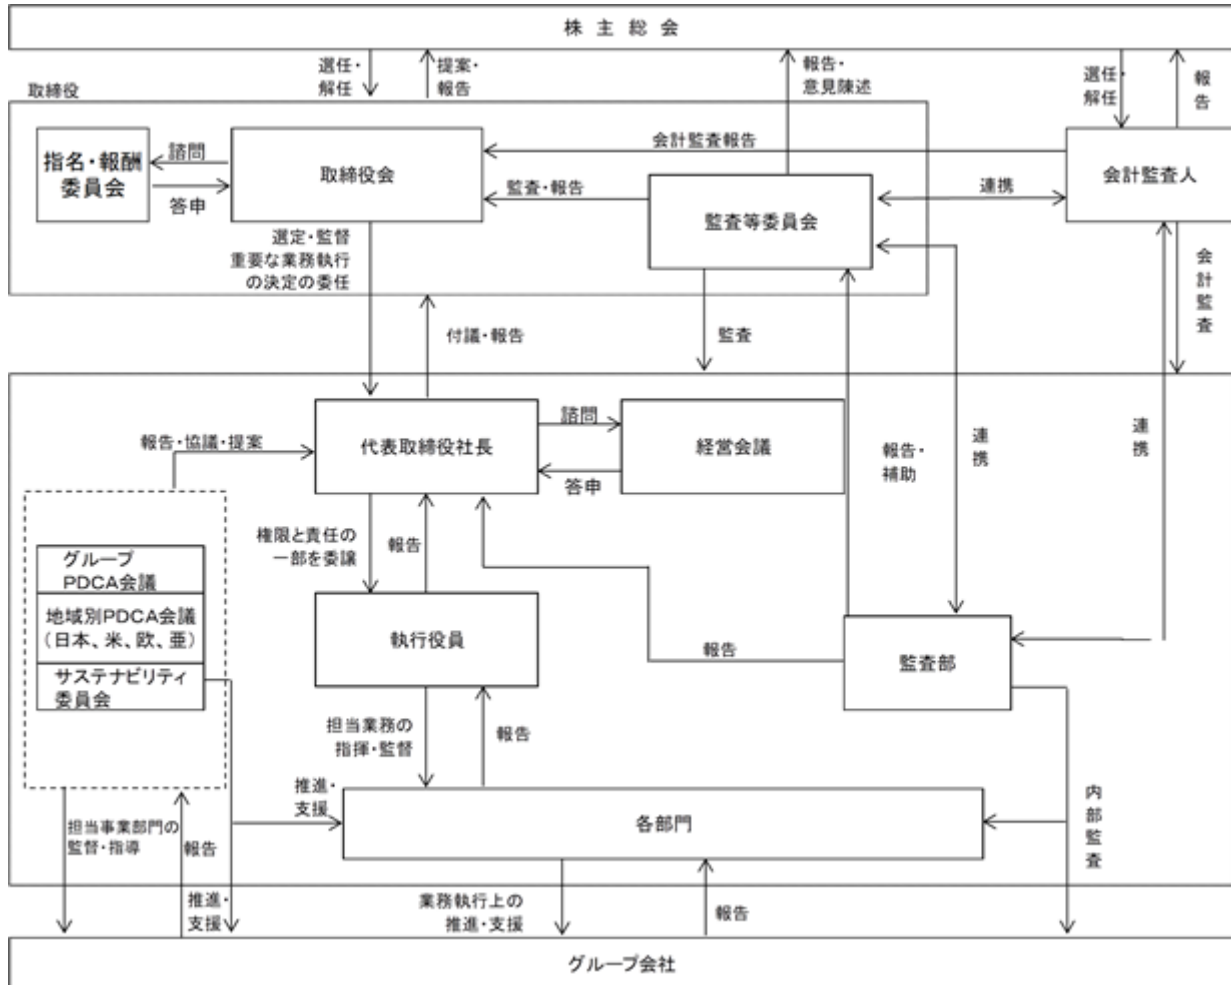 株主総会
選任・
解任
提案・
報告
報告・
意見陳述
選任・
解任
報
告
取締役
指名・報酬
委員会
諮問
答申
取締役会
会計監査報告
監査・報告
監査等委員会
連携
会計監査人
選定・監督
重要な業務執行
の決定の委任
付議・報告
監査
会
計
監
査
報告・協議・提案
代表取締役社長
諮問
答申
経営会議
報告・
補助
連
携
連
携
権限と責任の
一部を委譲
報告
グループ
PDCA会議
地域別PDCA会議
(日本、米、欧、亜)
サステナビリティ
委員会
執行役員
報告
監査部
担当業務の
指揮・監督
報告
推進・
支援
各部門
内
部
監
査
担当事業部門の
監督・指導
報告
推進・
支援
業務執行上の
推進・支援
報告
グループ会社